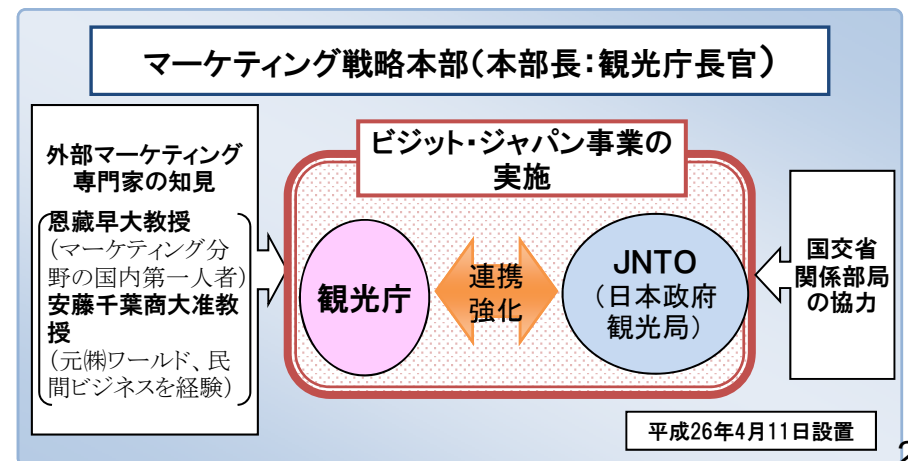 マーケティング戦略本部(本部長:観光庁長官)
外部マーケティング
専門家の知見
恩藏早大教授
(マーケティング分
野の国内第一人者)
安藤千葉商大准教
授
(元㈱ワールド、民
間ビジネスを経験)
ビジット・ジャパン事業の
実施
観光庁
連携
強化
JNTO
(日本政府
観光局)
国交省
関係部局
の協力
平成26年4月11日設置